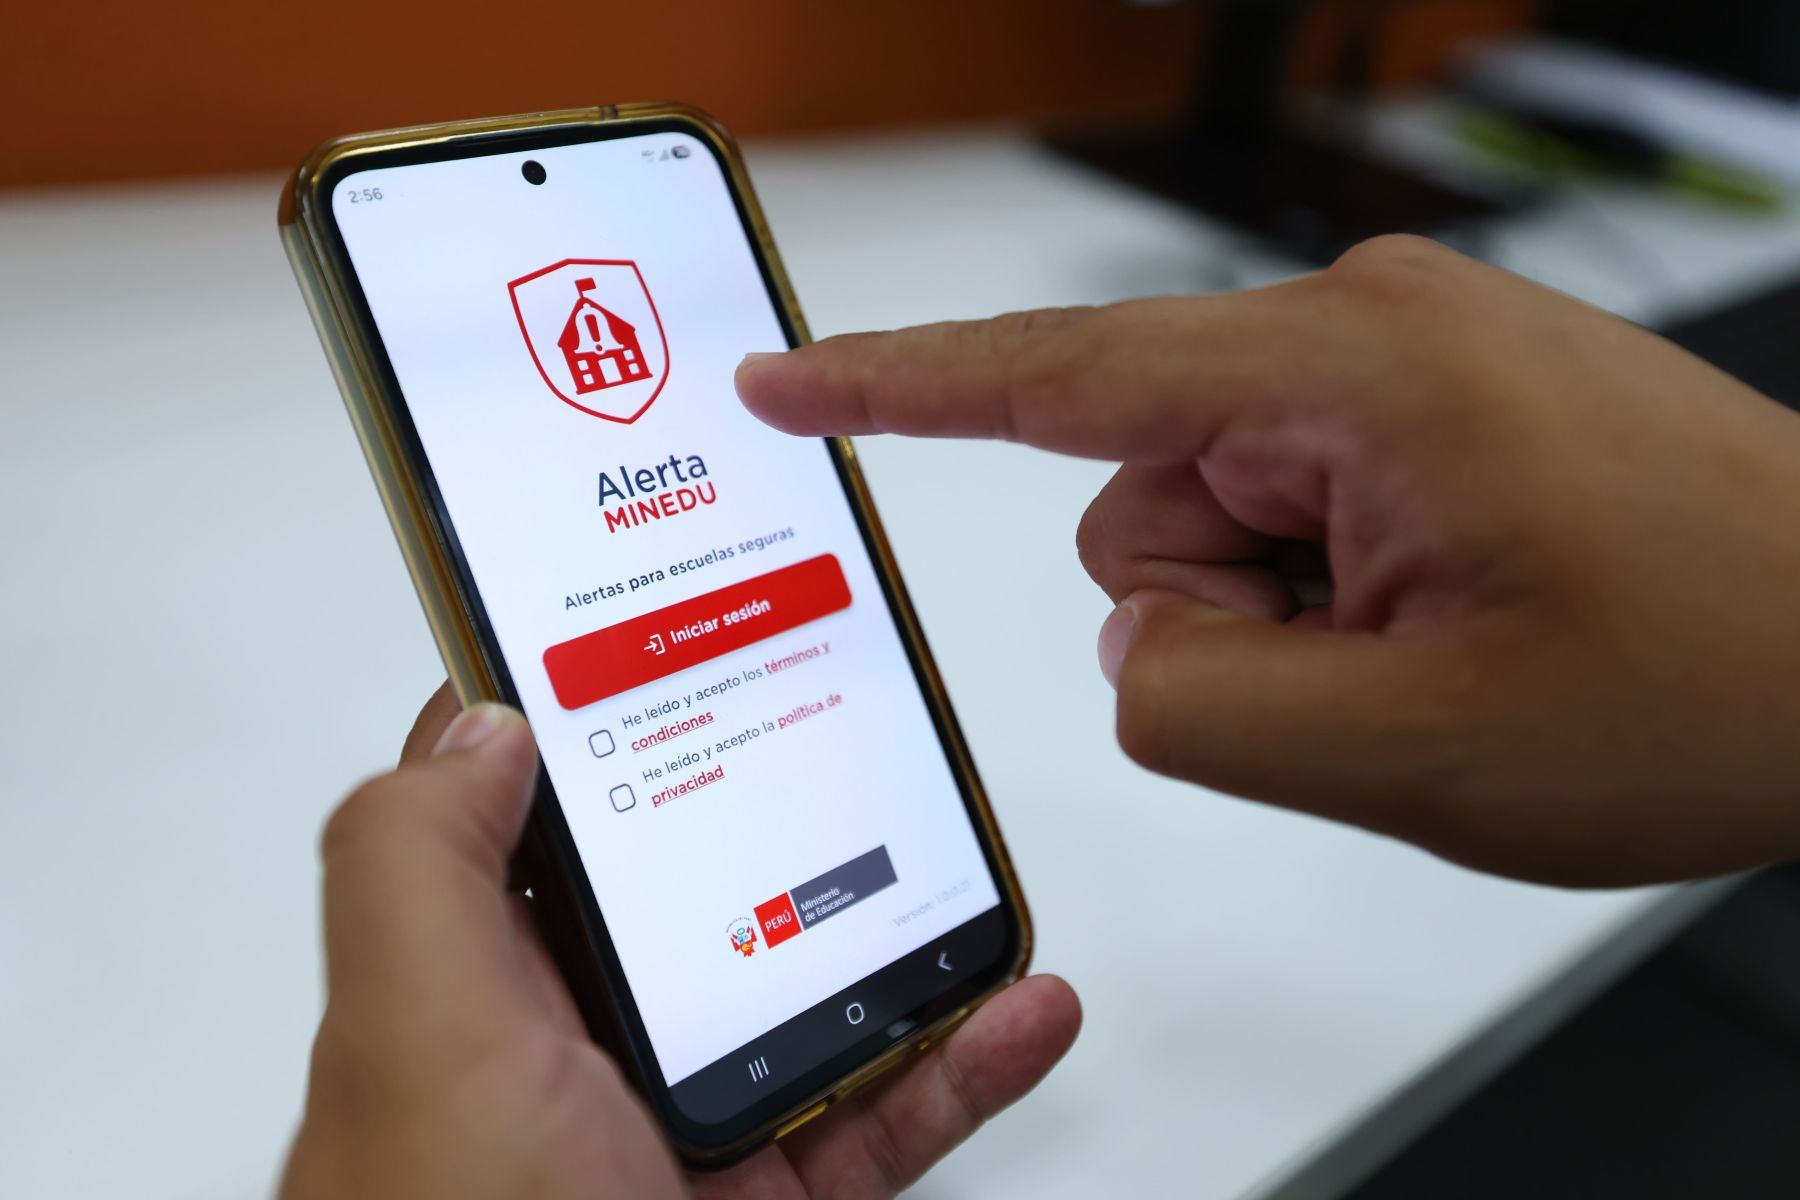 2:56
Alerta
MINEDU
Alertas para escuelas seguras
Iniciar sesión
He leído y acepto los términos y
condiciones
He leído y acepto la política de
privacidad
PERÚ
Ministerio
de Educación